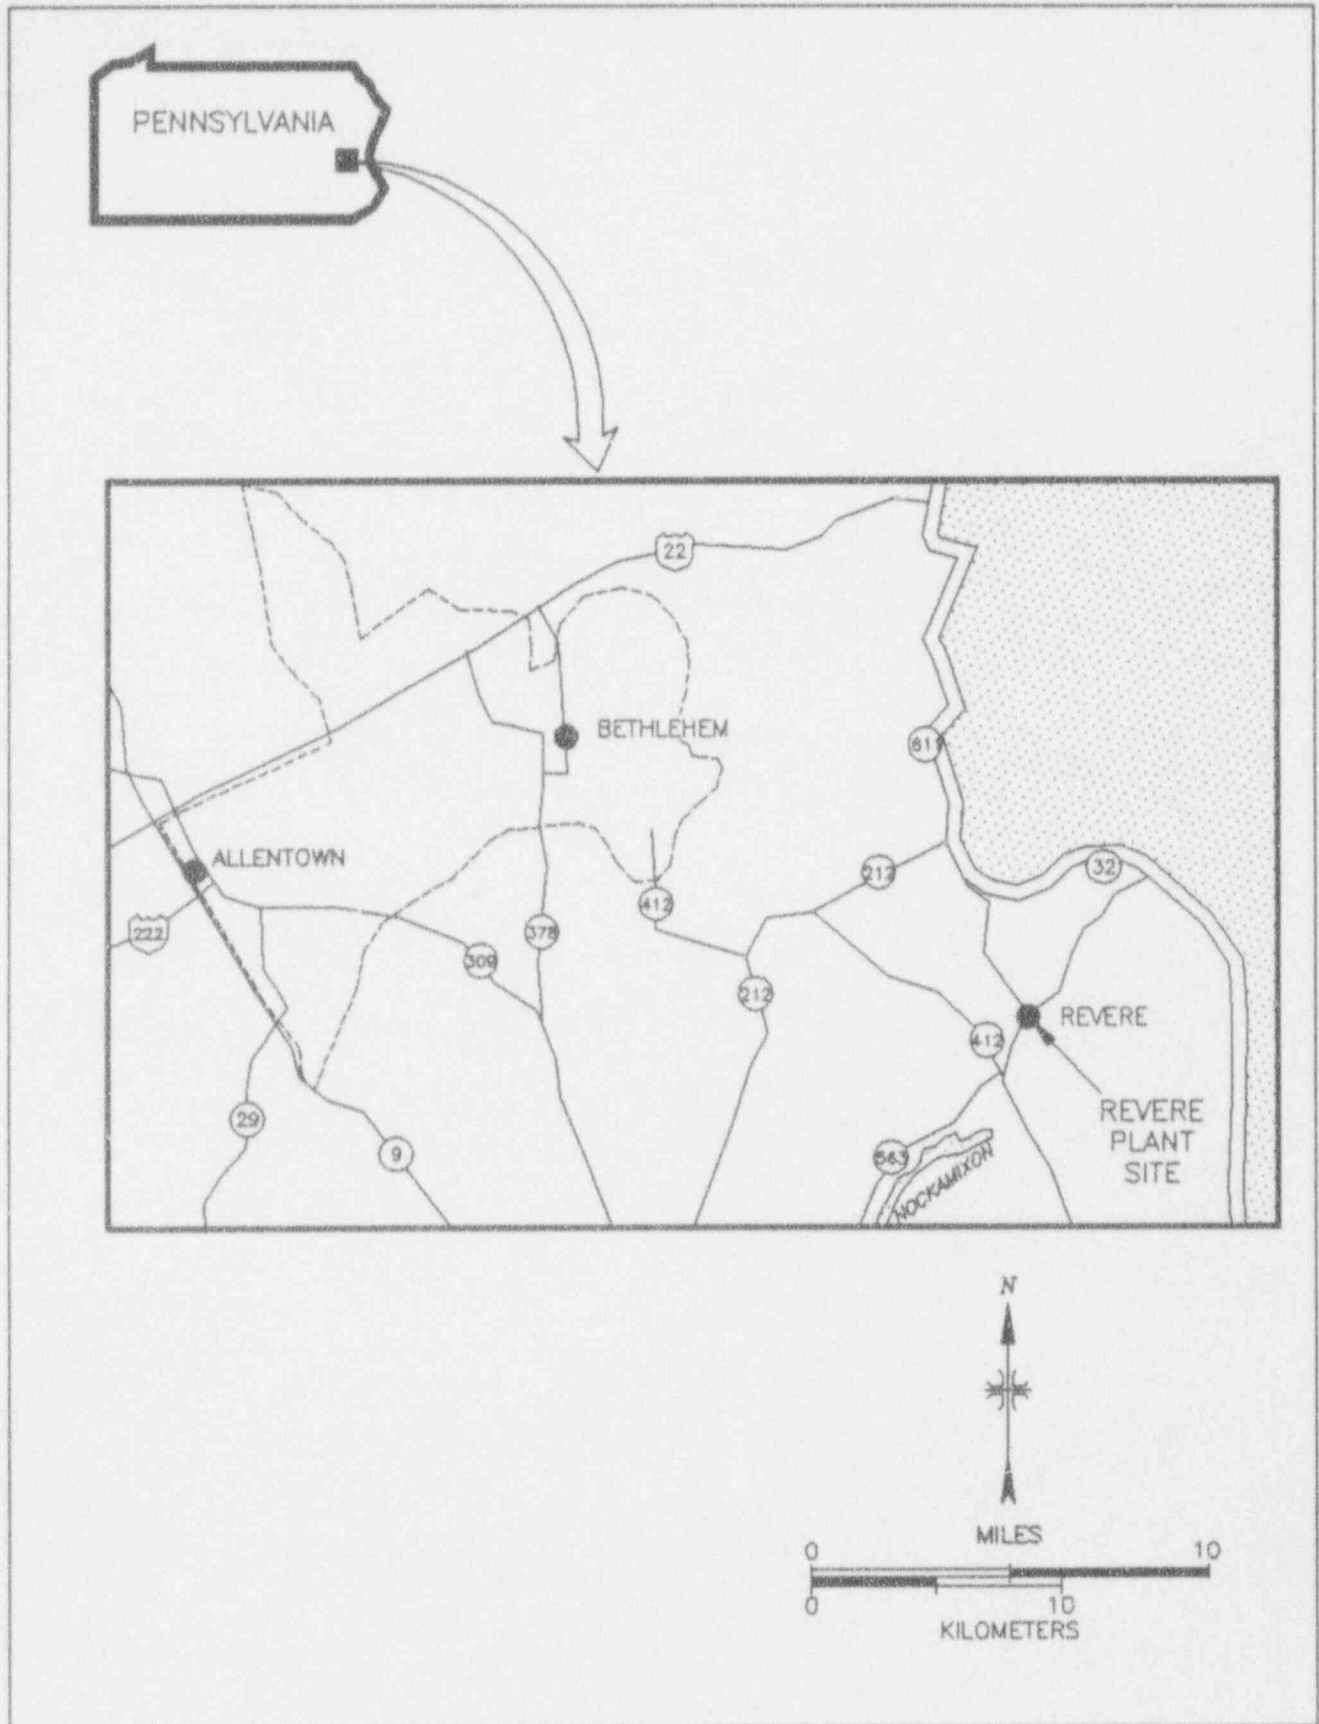 PENNSYLVANIA
22
BETHLEHEM
611
ALLENTOWN
212
32
412
222
378
309
212
REVERE
412
29
9
563
NOCKAMIXON
REVERE
PLANT
SITE
N
MILES
0 10
0 10
KILOMETERS